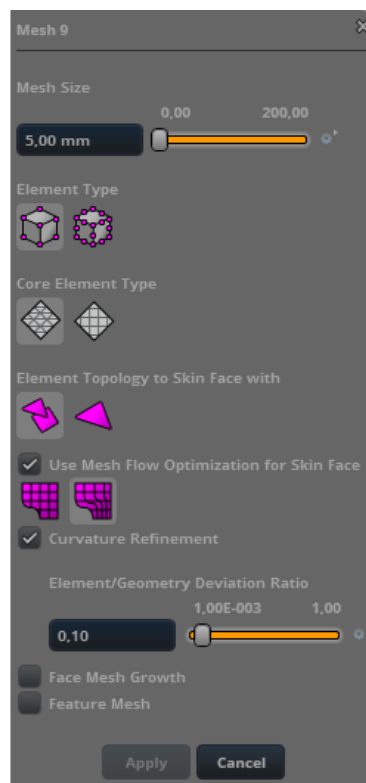 Mesh 9
Mesh Size
0,00 200,00
5,00 mm
Element Type
Core Element Type
Element Topology to Skin Face with
Use Mesh Flow Optimization for Skin Face
Curvature Refinement
Element/Geometry Deviation Ratio
1,00E-003 1,00
0,10
Face Mesh Growth
Feature Mesh
Apply Cancel